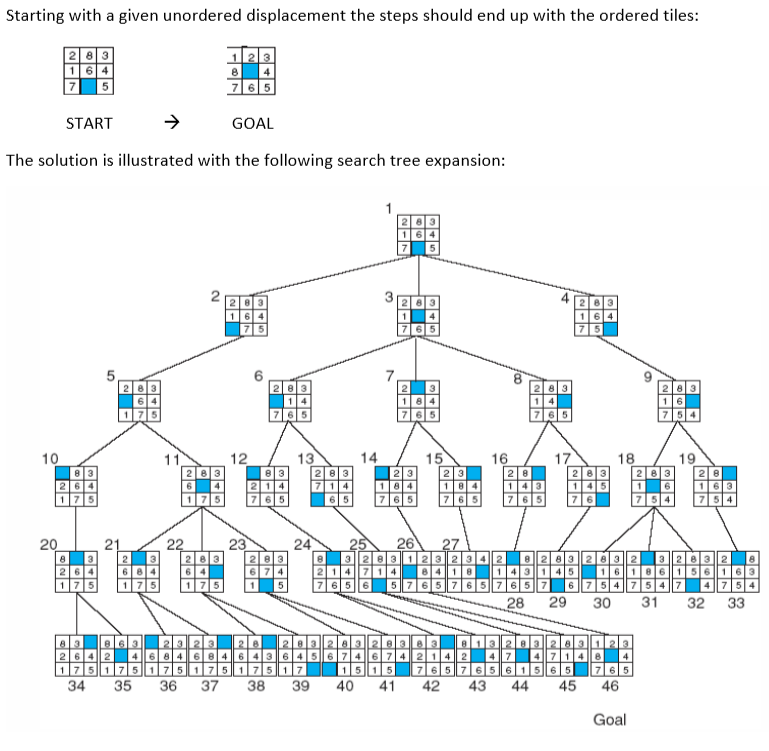 Starting with a given unordered displacement the steps should end up with the ordered tiles:
2 8 3 1 2 3
1 6 4 8 4
7 5 7 6 5
START → GOAL
The solution is illustrated with the following search tree expansion:
1
2 8 3
1 6 4
7 5
2 3 4
2 8 3 2 8 3 2 8 3
1 6 4 1 4 1 6 4
7 5 7 6 5 7 5
5 6 7 8 9
2 8 3 2 8 3 2 3 2 8 3 2 8 3
6 4 1 4 1 8 4 1 4 1 6
1 7 5 7 6 5 7 6 5 7 6 5 7 5 4
10 11 12 13 14 15 16 17 18 19
8 3 2 8 3 8 3 2 8 3 2 3 2 3 2 8 2 8 3 2 8 3 2 8
2 6 4 6 4 2 1 4 7 1 4 1 8 4 1 8 4 1 4 3 1 4 5 1 6 1 6 3
1 7 5 1 7 5 7 6 5 6 5 7 6 5 7 6 5 7 6 5 7 6 7 5 4 7 5 4
20 21 22 23 24 25 26 27
8 3 2 3 2 8 3 2 8 3 8 3 2 8 3 1 2 3 2 3 4 2 8 2 8 3 2 8 3 2 3 2 8 3 2 8
2 6 4 6 8 4 6 4 6 7 4 2 1 4 7 1 4 8 4 1 8 1 4 3 1 4 5 1 6 1 8 6 1 5 6 1 6 3
1 7 5 1 7 5 1 7 5 1 5 7 6 5 6 5 7 6 5 7 6 5 7 6 5 7 6 7 5 4 7 5 4 7 4 7 5 4
28 29 30 31 32 33
8 3 8 6 3 2 3 2 3 2 8 2 8 3 2 8 3 2 8 3 8 3 8 1 3 2 8 3 2 8 3 1 2 3
2 6 4 2 4 6 8 4 6 8 4 6 4 3 6 4 5 6 7 4 6 7 4 2 1 4 2 4 7 4 7 1 4 8 4
1 7 5 1 7 5 1 7 5 1 7 5 1 7 5 1 7 1 5 1 5 7 6 5 7 6 5 6 1 5 6 5 7 6 5
34 35 36 37 38 39 40 41 42 43 44 45 46
Goal